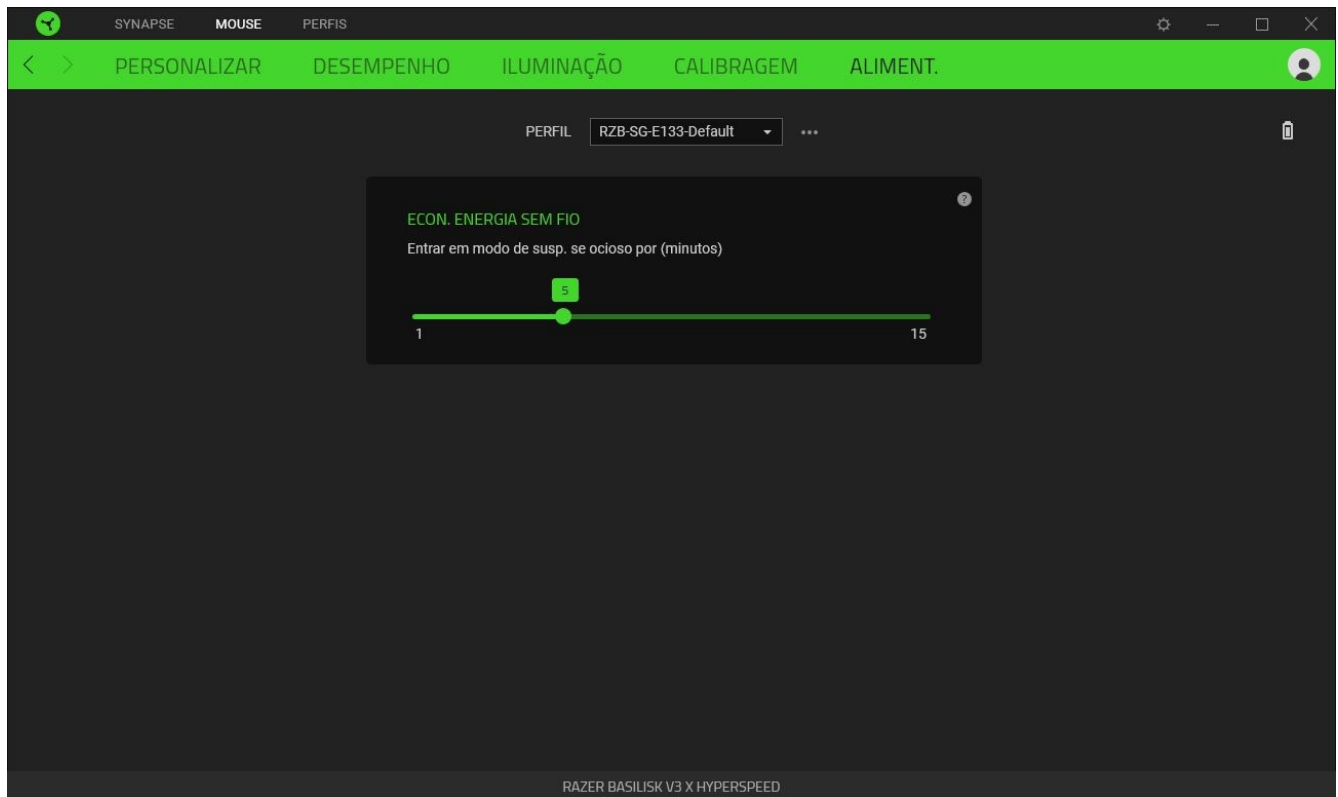 SYNAPSE MOUSE PERFIS
PERSONALIZAR DESEMPENHO ILUMINAÇÃO CALIBRAGEM ALIMENT.
PERFIL RZB-SG-E133-Default
ECON. ENERGIA SEM FIO
?
Entrar em modo de susp. se ocioso por (minutos)
5
1 15
RAZER BASILISK V3 X HYPERSPEED